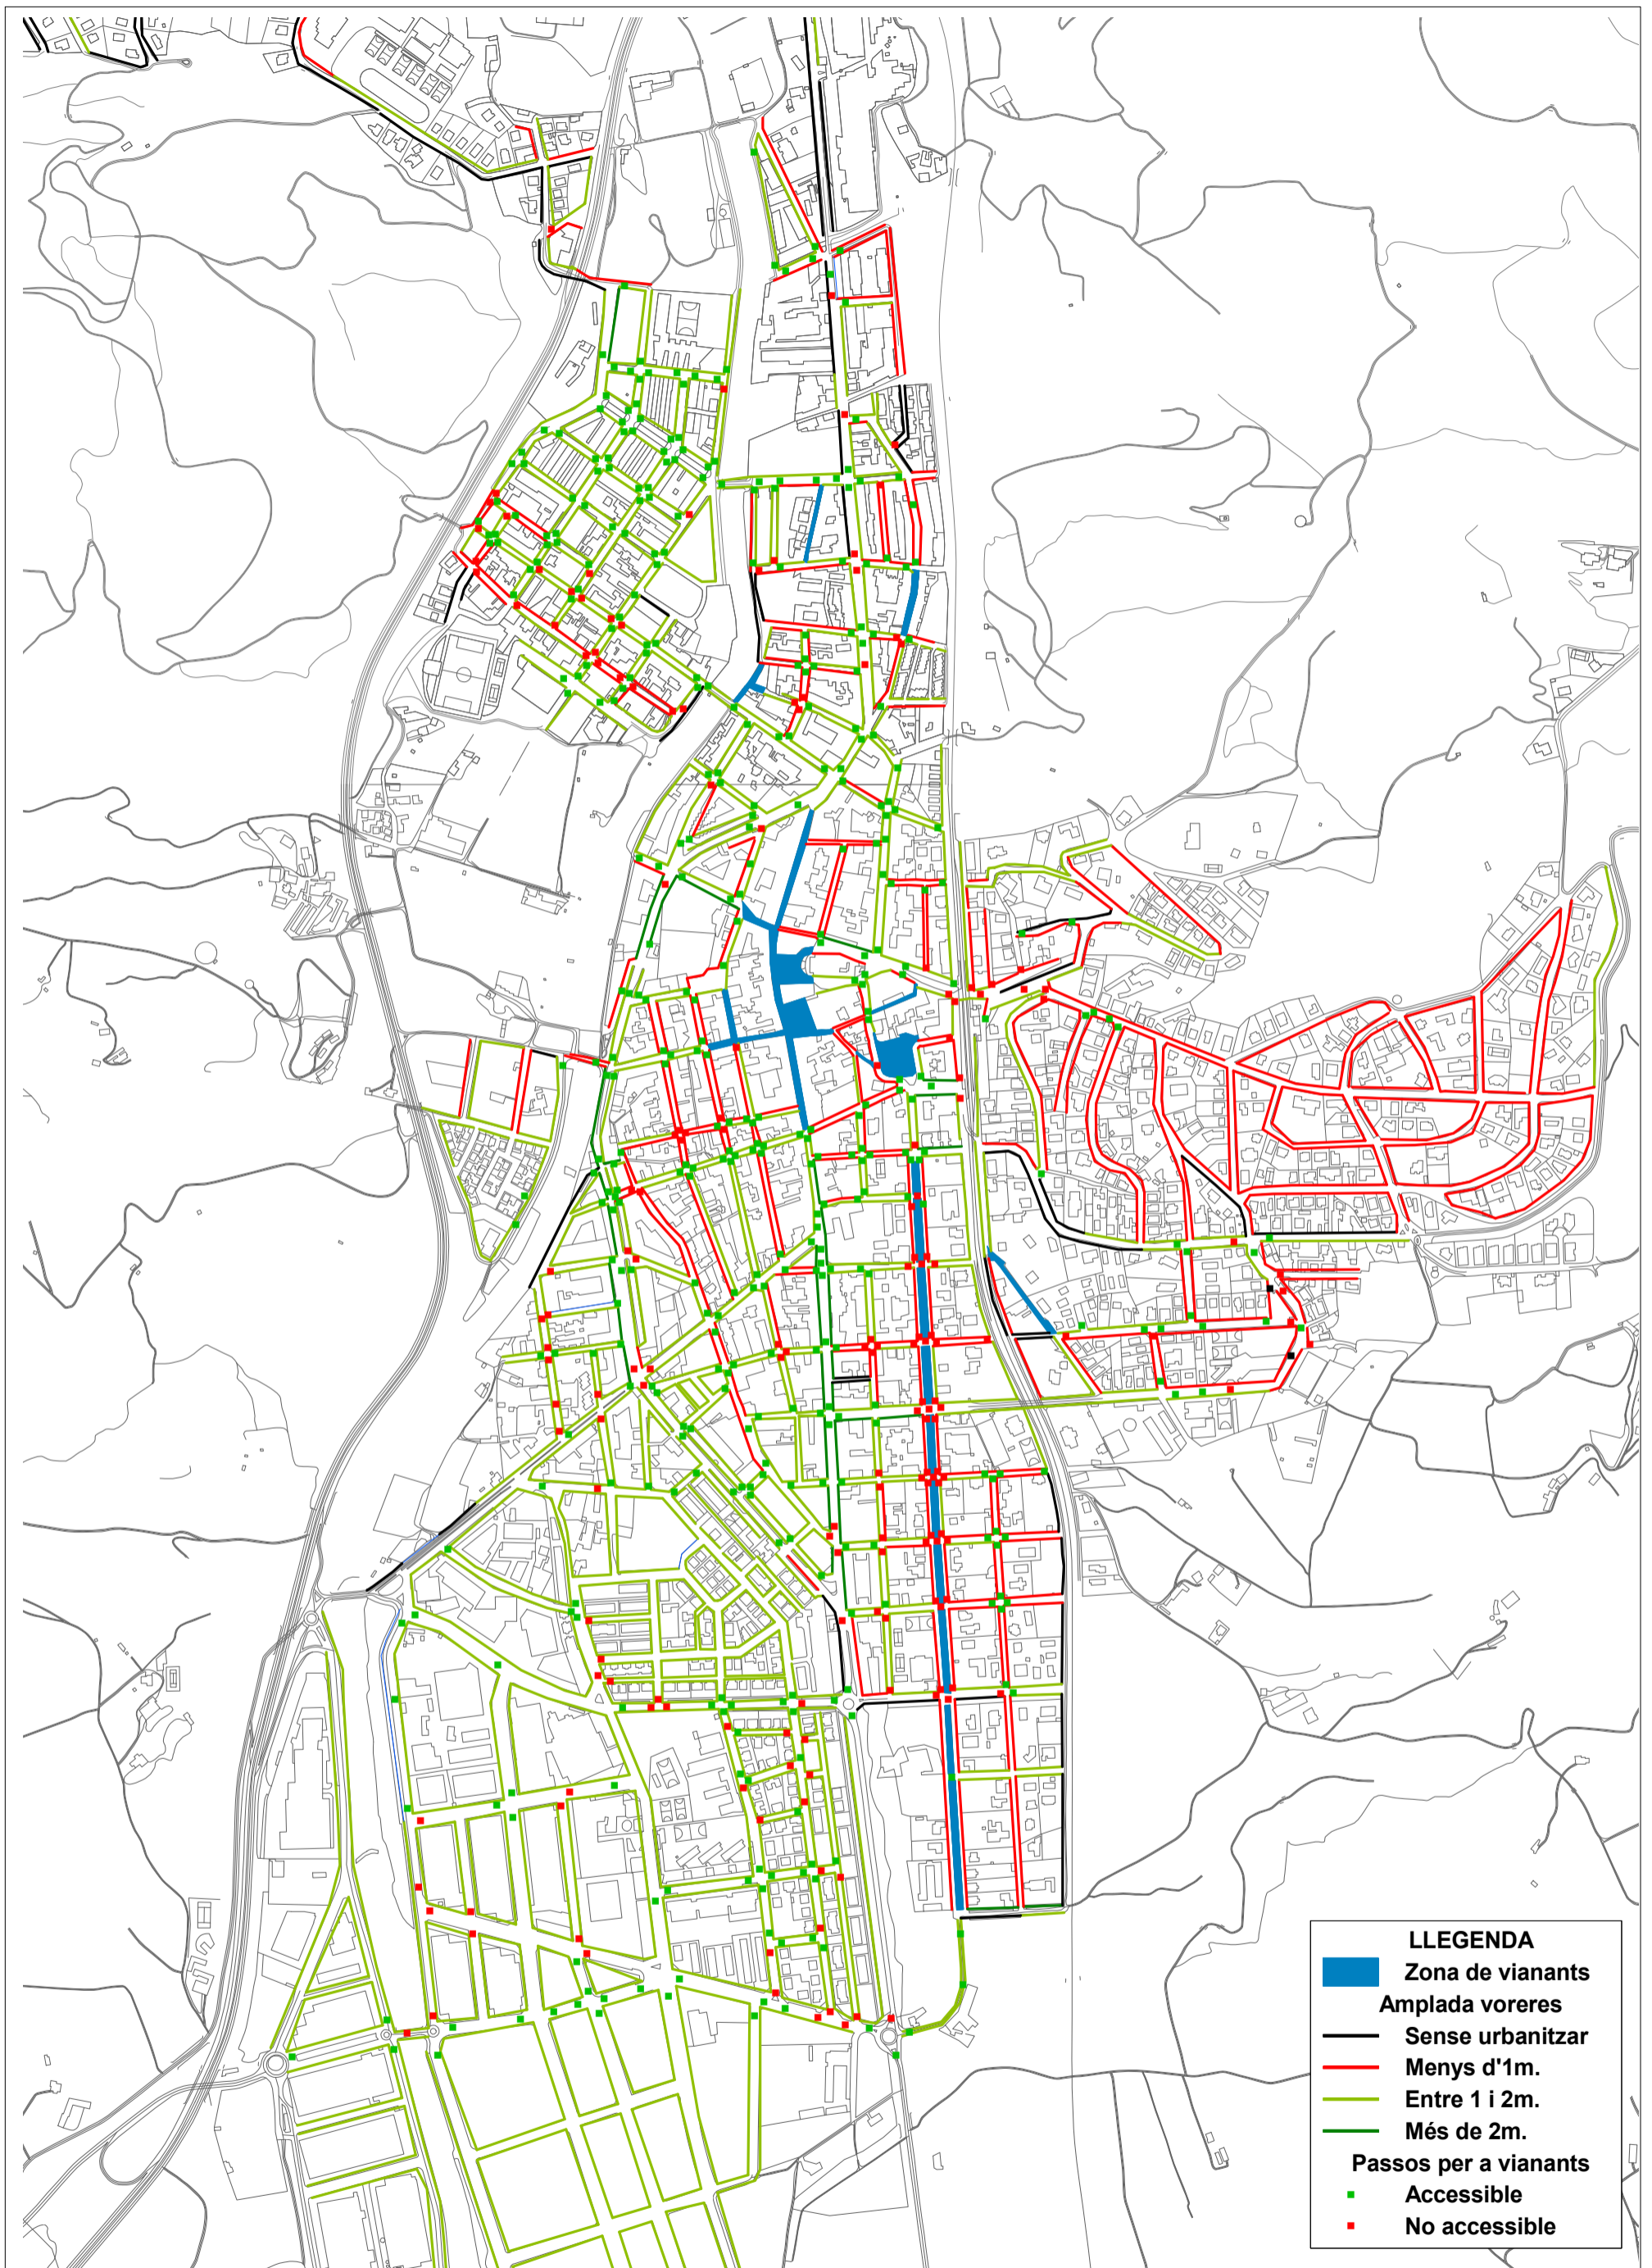 LLEGENDA
Zona de vianants
Amplada voreres
Sense urbanitzar
Menys d'1m.
Entre 1 i 2m.
Més de 2m.
Passos per a vianants
Accessible
No accessible